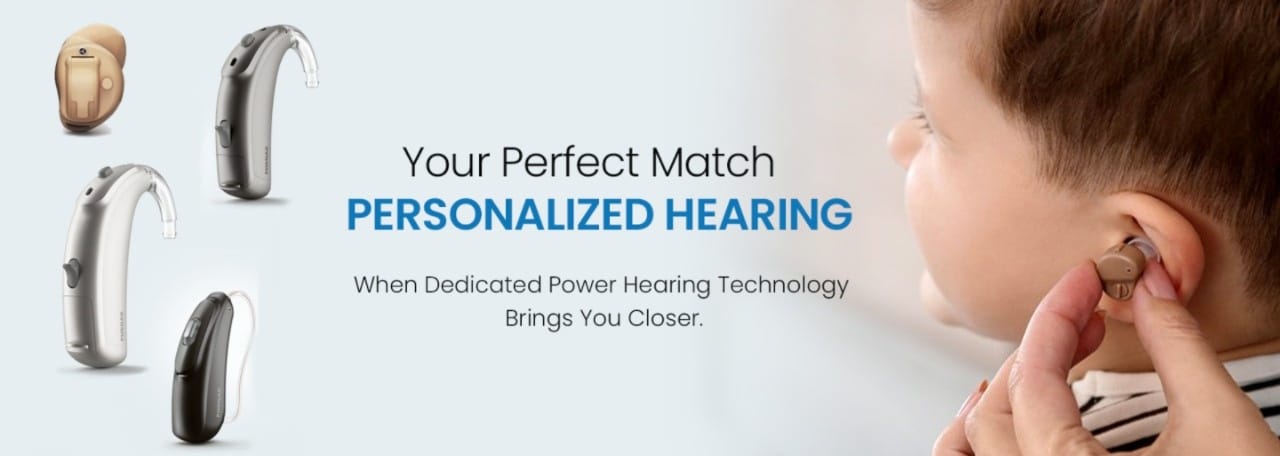 Your Perfect Match
PERSONALIZED HEARING
When Dedicated Power Hearing Technology
Brings You Closer.